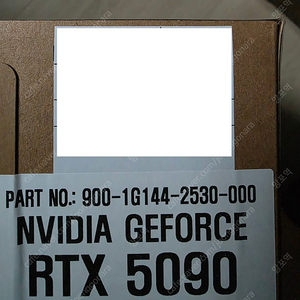 PART NO.: 900-1G144-2530-000
NVIDIA GEFORCE
RTX 5090